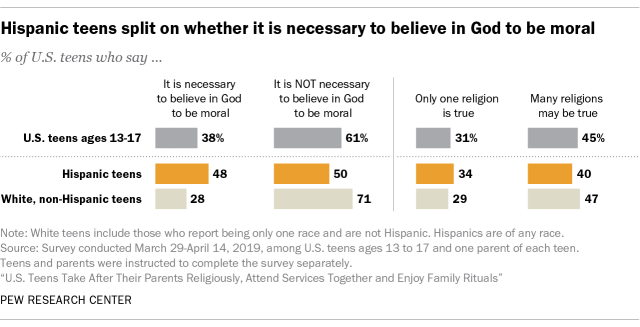 Hispanic teens split on whether it is necessary to believe in God to be moral
% of U.S. teens who say ...
It is necessary to believe in God to be moral
It is NOT necessary to believe in God to be moral
Only one religion is true
Many religions may be true
U.S. teens ages 13-17 38% 61% 31% 45%
Hispanic teens 48 50 34 40
White, non-Hispanic teens 28 71 29 47
Note: White teens include those who report being only one race and are not Hispanic. Hispanics are of any race.
Source: Survey conducted March 29-April 14, 2019, among U.S. teens ages 13 to 17 and one parent of each teen.
Teens and parents were instructed to complete the survey separately.
“U.S. Teens Take After Their Parents Religiously, Attend Services Together and Enjoy Family Rituals”
PEW RESEARCH CENTER